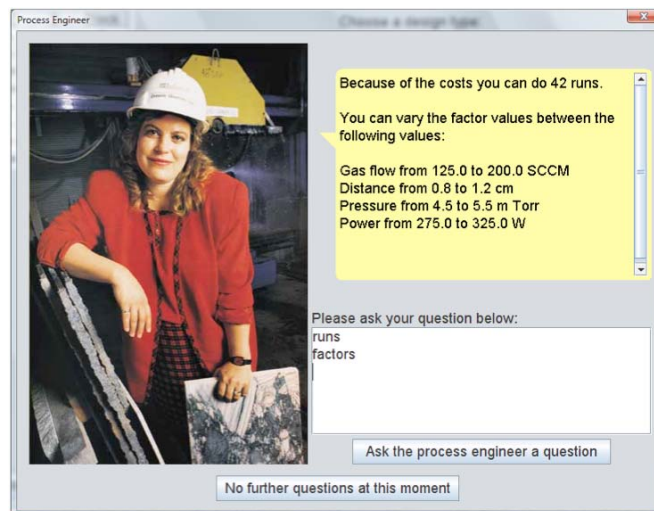 Process Engineer
Choose a design type
Because of the costs you can do 42 runs.
You can vary the factor values between the
following values:
Gas flow from 125.0 to 200.0 SCCM
Distance from 0.8 to 1.2 cm
Pressure from 4.5 to 5.5 m Torr
Power from 275.0 to 325.0 W
Please ask your question below:
runs
factors
Ask the process engineer a question
No further questions at this moment